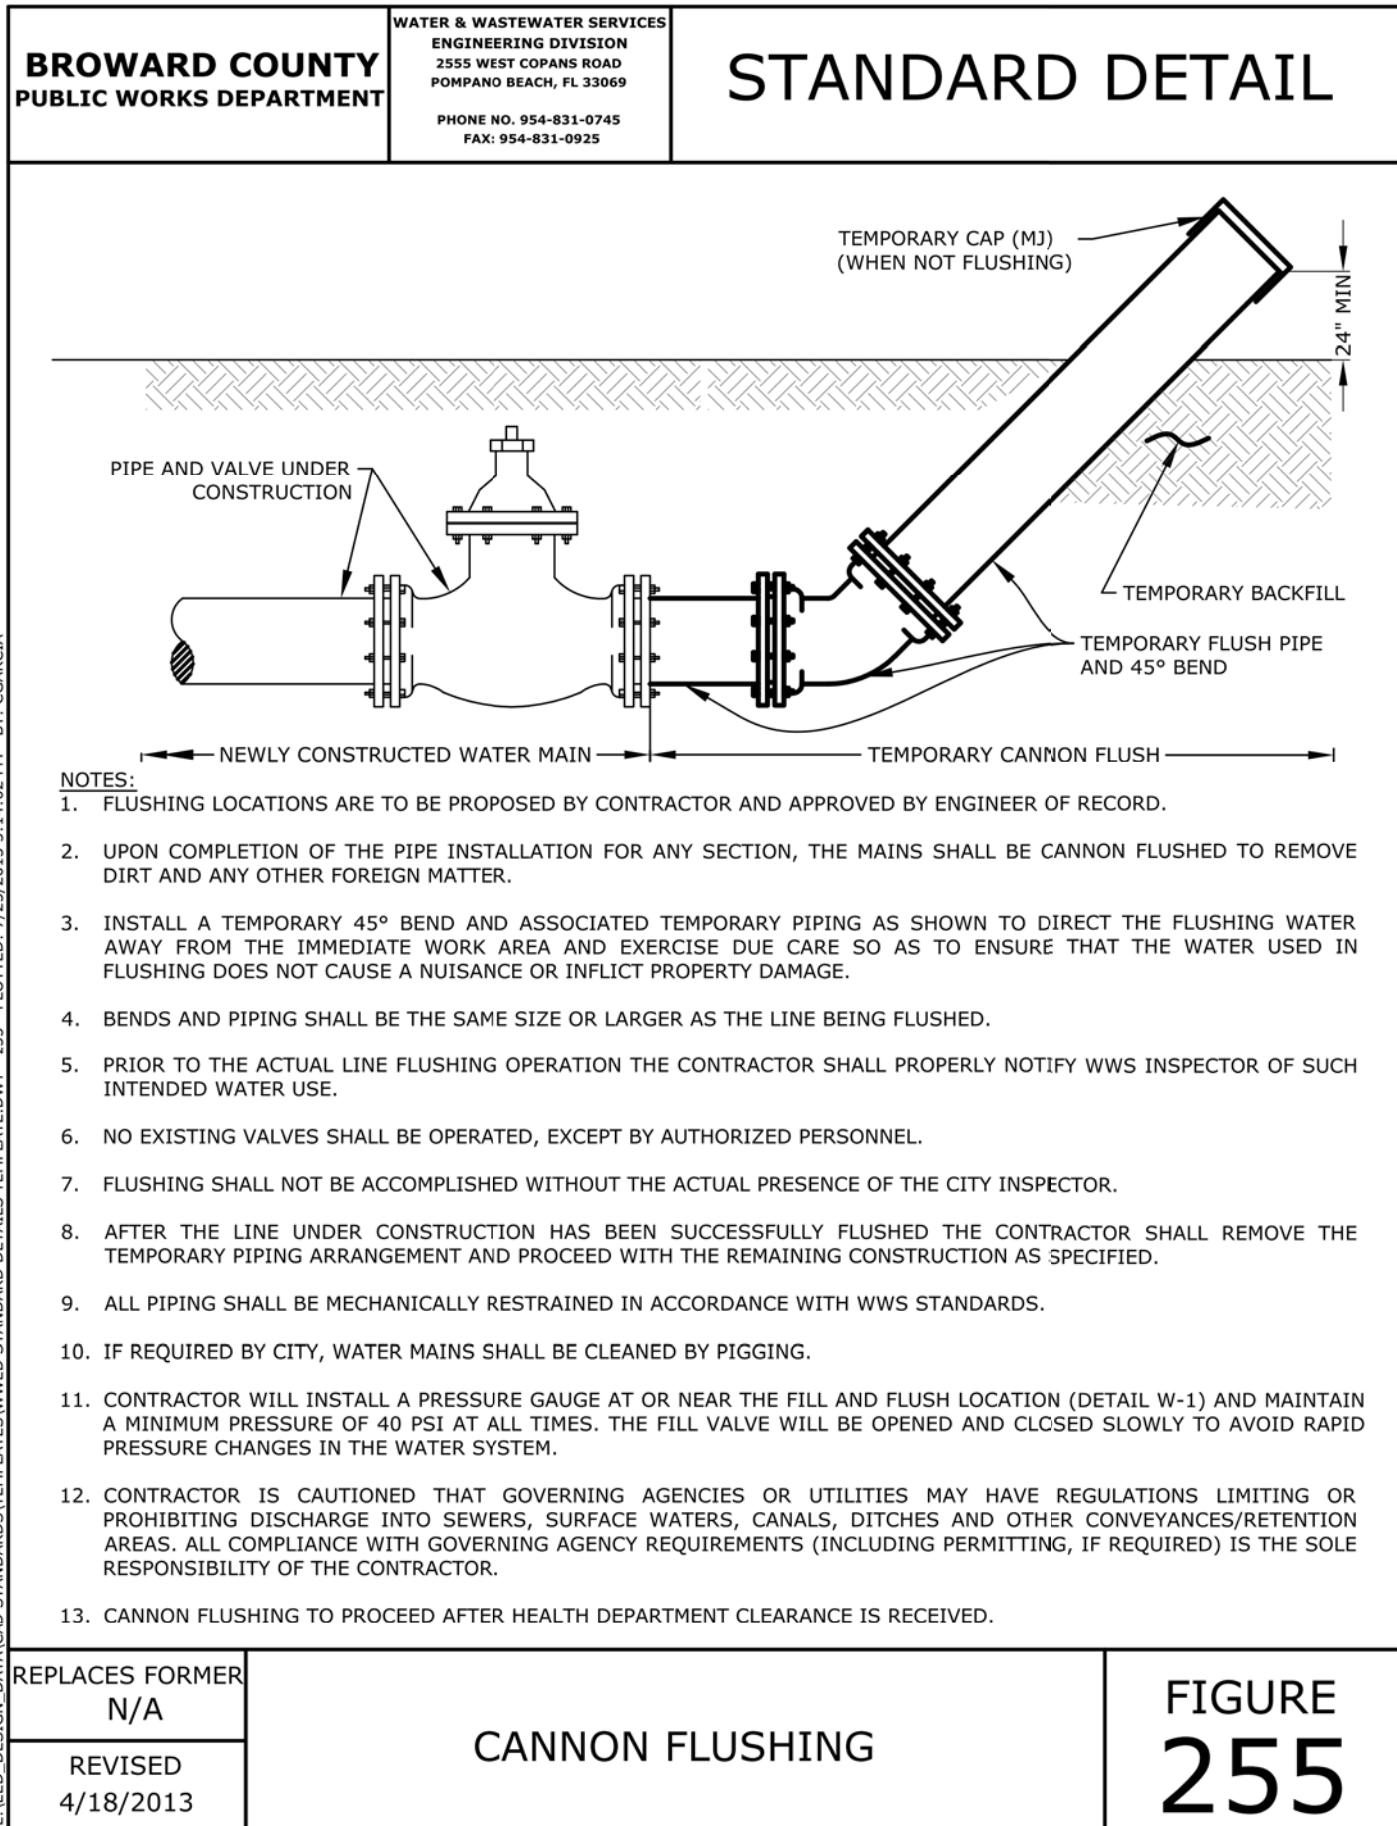 BROWARD COUNTY
PUBLIC WORKS DEPARTMENT
WATER & WASTEWATER SERVICES
ENGINEERING DIVISION
2555 WEST COPANS ROAD
POMPANO BEACH, FL 33069
PHONE NO. 954-831-0745
FAX: 954-831-0925
STANDARD DETAIL
TEMPORARY CAP (MJ)
(WHEN NOT FLUSHING)
24" MIN
PIPE AND VALVE UNDER
CONSTRUCTION
TEMPORARY BACKFILL
TEMPORARY FLUSH PIPE
AND 45° BEND
NEWLY CONSTRUCTED WATER MAIN
TEMPORARY CANNON FLUSH
NOTES:
1. FLUSHING LOCATIONS ARE TO BE PROPOSED BY CONTRACTOR AND APPROVED BY ENGINEER OF RECORD.
2. UPON COMPLETION OF THE PIPE INSTALLATION FOR ANY SECTION, THE MAINS SHALL BE CANNON FLUSHED TO REMOVE
DIRT AND ANY OTHER FOREIGN MATTER.
3. INSTALL A TEMPORARY 45° BEND AND ASSOCIATED TEMPORARY PIPING AS SHOWN TO DIRECT THE FLUSHING WATER
AWAY FROM THE IMMEDIATE WORK AREA AND EXERCISE DUE CARE SO AS TO ENSURE THAT THE WATER USED IN
FLUSHING DOES NOT CAUSE A NUISANCE OR INFLICT PROPERTY DAMAGE.
4. BENDS AND PIPING SHALL BE THE SAME SIZE OR LARGER AS THE LINE BEING FLUSHED.
5. PRIOR TO THE ACTUAL LINE FLUSHING OPERATION THE CONTRACTOR SHALL PROPERLY NOTIFY WWS INSPECTOR OF SUCH
INTENDED WATER USE.
6. NO EXISTING VALVES SHALL BE OPERATED, EXCEPT BY AUTHORIZED PERSONNEL.
7. FLUSHING SHALL NOT BE ACCOMPLISHED WITHOUT THE ACTUAL PRESENCE OF THE CITY INSPECTOR.
8. AFTER THE LINE UNDER CONSTRUCTION HAS BEEN SUCCESSFULLY FLUSHED THE CONTRACTOR SHALL REMOVE THE
TEMPORARY PIPING ARRANGEMENT AND PROCEED WITH THE REMAINING CONSTRUCTION AS SPECIFIED.
9. ALL PIPING SHALL BE MECHANICALLY RESTRAINED IN ACCORDANCE WITH WWS STANDARDS.
10. IF REQUIRED BY CITY, WATER MAINS SHALL BE CLEANED BY PIGGING.
11. CONTRACTOR WILL INSTALL A PRESSURE GAUGE AT OR NEAR THE FILL AND FLUSH LOCATION (DETAIL W-1) AND MAINTAIN
A MINIMUM PRESSURE OF 40 PSI AT ALL TIMES. THE FILL VALVE WILL BE OPENED AND CLOSED SLOWLY TO AVOID RAPID
PRESSURE CHANGES IN THE WATER SYSTEM.
12. CONTRACTOR IS CAUTIONED THAT GOVERNING AGENCIES OR UTILITIES MAY HAVE REGULATIONS LIMITING OR
PROHIBITING DISCHARGE INTO SEWERS, SURFACE WATERS, CANALS, DITCHES AND OTHER CONVEYANCES/RETENTION
AREAS. ALL COMPLIANCE WITH GOVERNING AGENCY REQUIREMENTS (INCLUDING PERMITTING, IF REQUIRED) IS THE SOLE
RESPONSIBILITY OF THE CONTRACTOR.
13. CANNON FLUSHING TO PROCEED AFTER HEALTH DEPARTMENT CLEARANCE IS RECEIVED.
REPLACES FORMER
N/A
REVISED
4/18/2013
CANNON FLUSHING
FIGURE
255